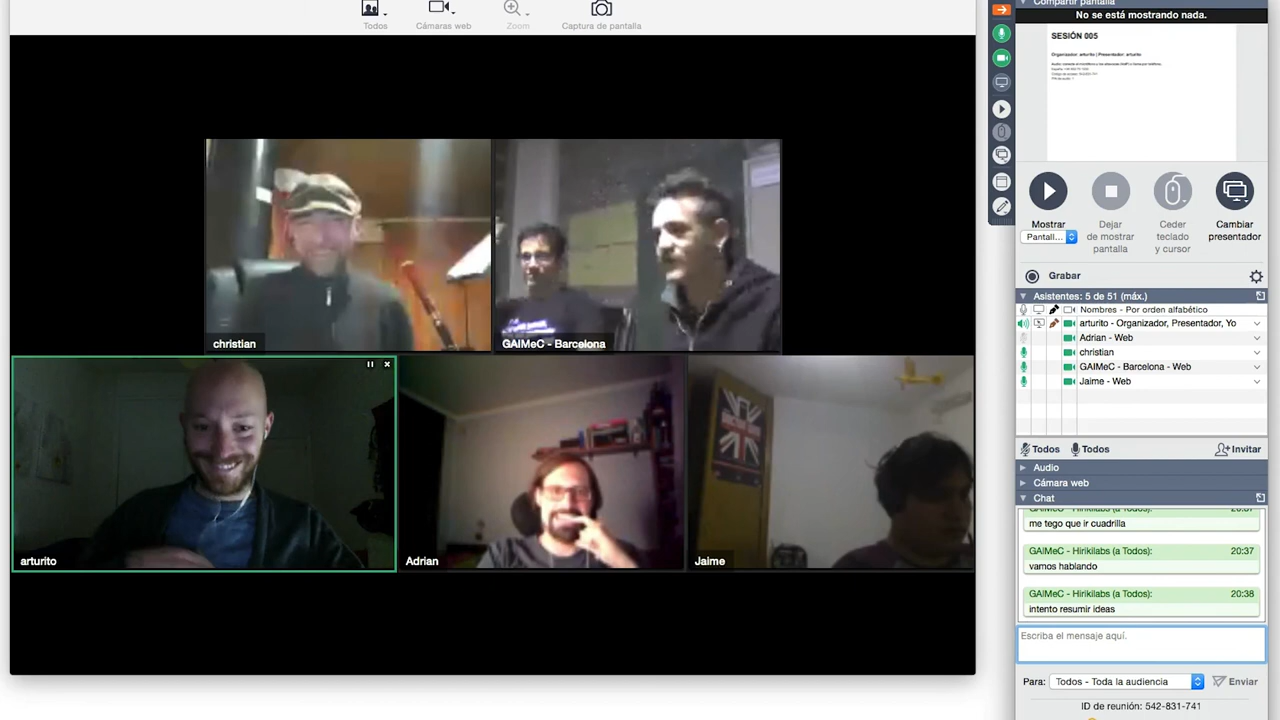 Todos
Cámaras web
Zoom
Captura de pantalla
christian
GAIMeC - Barcelona
arturito
Adrian
Jaime
Compartir pantalla
No se está mostrando nada.
SESIÓN 005
Organizador: arturito | Presentador: arturito
Mostrar
Pantall...
Dejar
de mostrar
pantalla
Ceder
teclado
y cursor
Cambiar
presentador
Grabar
Asistentes: 5 de 51 (máx.)
Nombres - Por orden alfabético
arturito - Organizador, Presentador, Yo
Adrian - Web
christian
GAIMeC - Barcelona - Web
Jaime - Web
Todos
Todos
Invitar
Audio
Cámara web
Chat
GAIMeC - Hirikilabs (a Todos): 20:37
me tego que ir cuadrilla
GAIMeC - Hirikilabs (a Todos): 20:37
vamos hablando
GAIMeC - Hirikilabs (a Todos): 20:38
intento resumir ideas
Escriba el mensaje aquí.
Para: Todos - Toda la audiencia
Enviar
ID de reunión: 542-831-741